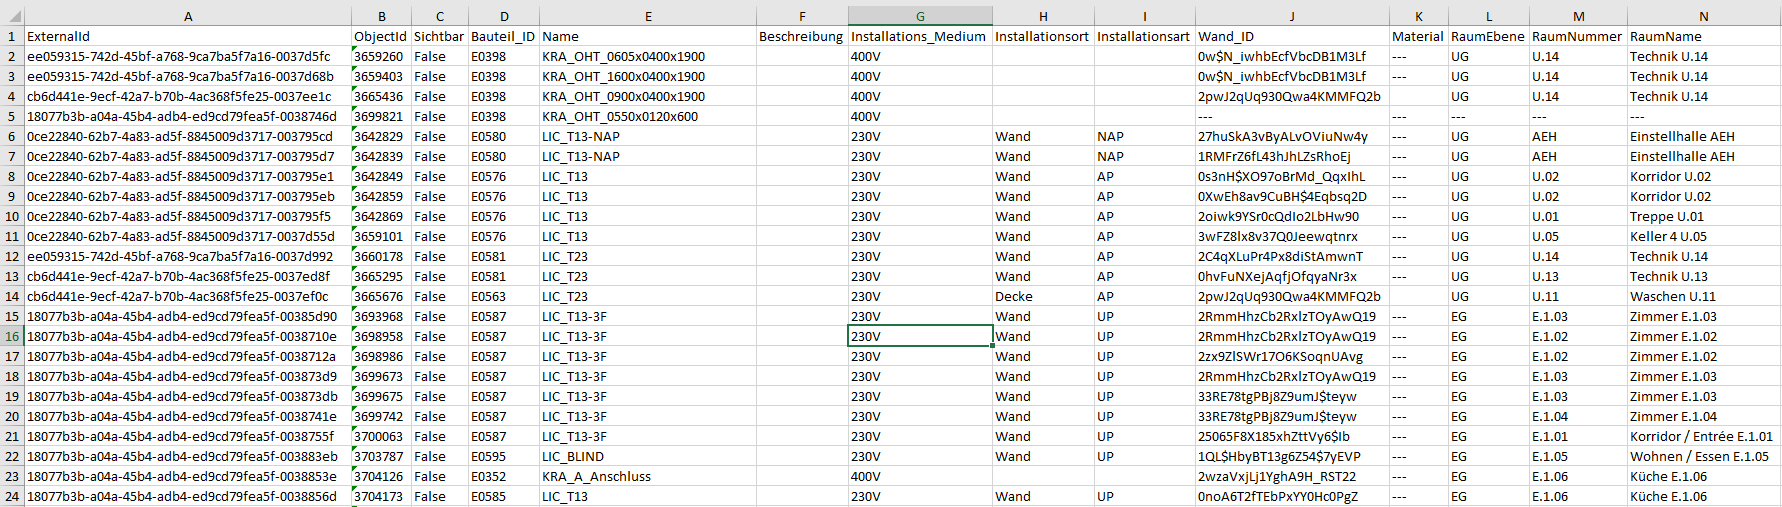 A B C D E F G H I J K L M N
1 ExternalId ObjectId Sichtbar Bauteil_ID Name Beschreibung Installations_Medium Installationsort Installationsart Wand_ID Material RaumEbene RaumNummer RaumName
2 ee059315-742d-45bf-a768-9ca7ba5f7a16-0037d5fc 3659260 False E0398 KRA_OHT_0605x0400x1900 400V 0w$N_iwhbEcfVbcDB1M3Lf --- UG U.14 Technik U.14
3 ee059315-742d-45bf-a768-9ca7ba5f7a16-0037d68b 3659403 False E0398 KRA_OHT_1600x0400x1900 400V 0w$N_iwhbEcfVbcDB1M3Lf --- UG U.14 Technik U.14
4 cb6d441e-9ecf-42a7-b70b-4ac368f5fe25-0037ee1c 3665436 False E0398 KRA_OHT_0900x0400x1900 400V 2pwJ2qUq930Qwa4KMMFQ2b --- UG U.14 Technik U.14
5 18077b3b-a04a-45b4-adb4-ed9cd79fea5f-0038746d 3699821 False E0398 KRA_OHT_0550x0120x600 400V --- --- --- --- ---
6 0ce22840-62b7-4a83-ad5f-8845009d3717-003795cd 3642829 False E0580 LIC_T13-NAP 230V Wand NAP 27huSkA3vByALvOViuNw4y --- UG AEH Einstellhalle AEH
7 0ce22840-62b7-4a83-ad5f-8845009d3717-003795d7 3642839 False E0580 LIC_T13-NAP 230V Wand NAP 1RMFrZ6fL43hJhLZsRhoEj --- UG AEH Einstellhalle AEH
8 0ce22840-62b7-4a83-ad5f-8845009d3717-003795e1 3642849 False E0576 LIC_T13 230V Wand AP 0s3nH$XO97oBrMd_QqxIhL --- UG U.02 Korridor U.02
9 0ce22840-62b7-4a83-ad5f-8845009d3717-003795eb 3642859 False E0576 LIC_T13 230V Wand AP 0XwEh8av9CuBH$4Eqbsq2D --- UG U.02 Korridor U.02
10 0ce22840-62b7-4a83-ad5f-8845009d3717-003795f5 3642869 False E0576 LIC_T13 230V Wand AP 2oiwk9YSr0cQdIo2LbHw90 --- UG U.01 Treppe U.01
11 0ce22840-62b7-4a83-ad5f-8845009d3717-0037d55d 3659101 False E0576 LIC_T13 230V Wand AP 3wFZ8lx8v37Q0Jeewqtnrx --- UG U.05 Keller 4 U.05
12 ee059315-742d-45bf-a768-9ca7ba5f7a16-0037d992 3660178 False E0581 LIC_T23 230V Wand AP 2C4qXLuPr4Px8diStAmwnT --- UG U.14 Technik U.14
13 cb6d441e-9ecf-42a7-b70b-4ac368f5fe25-0037ed8f 3665295 False E0581 LIC_T23 230V Wand AP 0hvFuNXejAqfjOfqyaNr3x --- UG U.13 Technik U.13
14 cb6d441e-9ecf-42a7-b70b-4ac368f5fe25-0037ef0c 3665676 False E0563 LIC_T23 230V Decke AP 2pwJ2qUq930Qwa4KMMFQ2b --- UG U.11 Waschen U.11
15 18077b3b-a04a-45b4-adb4-ed9cd79fea5f-00385d90 3693968 False E0587 LIC_T13-3F 230V Wand UP 2RmmHhzCb2RxlzTOyAwQ19 --- EG E.1.03 Zimmer E.1.03
16 18077b3b-a04a-45b4-adb4-ed9cd79fea5f-0038710e 3698958 False E0587 LIC_T13-3F 230V Wand UP 2RmmHhzCb2RxlzTOyAwQ19 --- EG E.1.02 Zimmer E.1.02
17 18077b3b-a04a-45b4-adb4-ed9cd79fea5f-0038712a 3698986 False E0587 LIC_T13-3F 230V Wand UP 2zx9ZlSWr17O6KSoqnUAvg --- EG E.1.02 Zimmer E.1.02
18 18077b3b-a04a-45b4-adb4-ed9cd79fea5f-003873d9 3699673 False E0587 LIC_T13-3F 230V Wand UP 2RmmHhzCb2RxlzTOyAwQ19 --- EG E.1.03 Zimmer E.1.03
19 18077b3b-a04a-45b4-adb4-ed9cd79fea5f-003873db 3699675 False E0587 LIC_T13-3F 230V Wand UP 33RE78tgPBj8Z9umJ$teyw --- EG E.1.03 Zimmer E.1.03
20 18077b3b-a04a-45b4-adb4-ed9cd79fea5f-0038741e 3699742 False E0587 LIC_T13-3F 230V Wand UP 33RE78tgPBj8Z9umJ$teyw --- EG E.1.04 Zimmer E.1.04
21 18077b3b-a04a-45b4-adb4-ed9cd79fea5f-0038755f 3700063 False E0587 LIC_T13-3F 230V Wand UP 25065F8X185xhZttVy6$Ib --- EG E.1.01 Korridor / Entrée E.1.01
22 18077b3b-a04a-45b4-adb4-ed9cd79fea5f-003883eb 3703787 False E0595 LIC_BLIND 230V Wand UP 1QL$HbyBT13g6Z54$7yEVP --- EG E.1.05 Wohnen / Essen E.1.05
23 18077b3b-a04a-45b4-adb4-ed9cd79fea5f-0038853e 3704126 False E0352 KRA_A_Anschluss 400V 2wzaVxjLj1YghA9H_RST22 --- EG E.1.06 Küche E.1.06
24 18077b3b-a04a-45b4-adb4-ed9cd79fea5f-0038856d 3704173 False E0585 LIC_T13 230V Wand UP 0noA6T2fTEbPxYY0Hc0PgZ --- EG E.1.06 Küche E.1.06